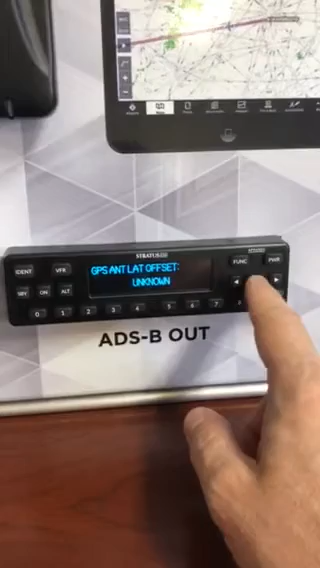 STRATUS
GPS ANT LAT OFFSET:
UNKNOWN
IDENT
VFR
FUNC
PWR
SBY
ON
ALT
0
1
2
3
4
5
6
7
ADS-B OUT